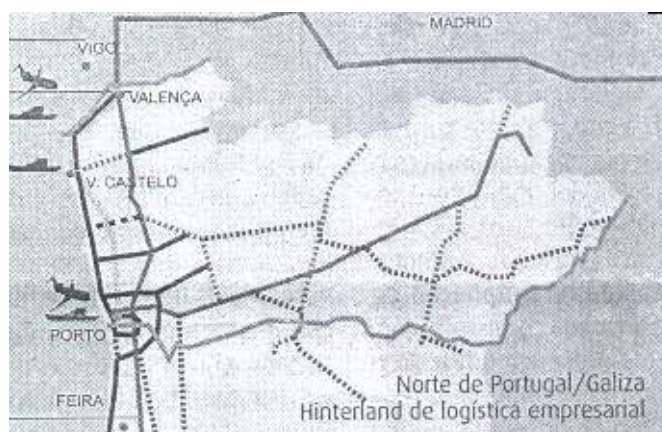 MADRID
VIGO
VALENÇA
V. CASTELO
PORTO
FEIRA
Norte de Portugal/Galiza
Hinterland de logística empresarial